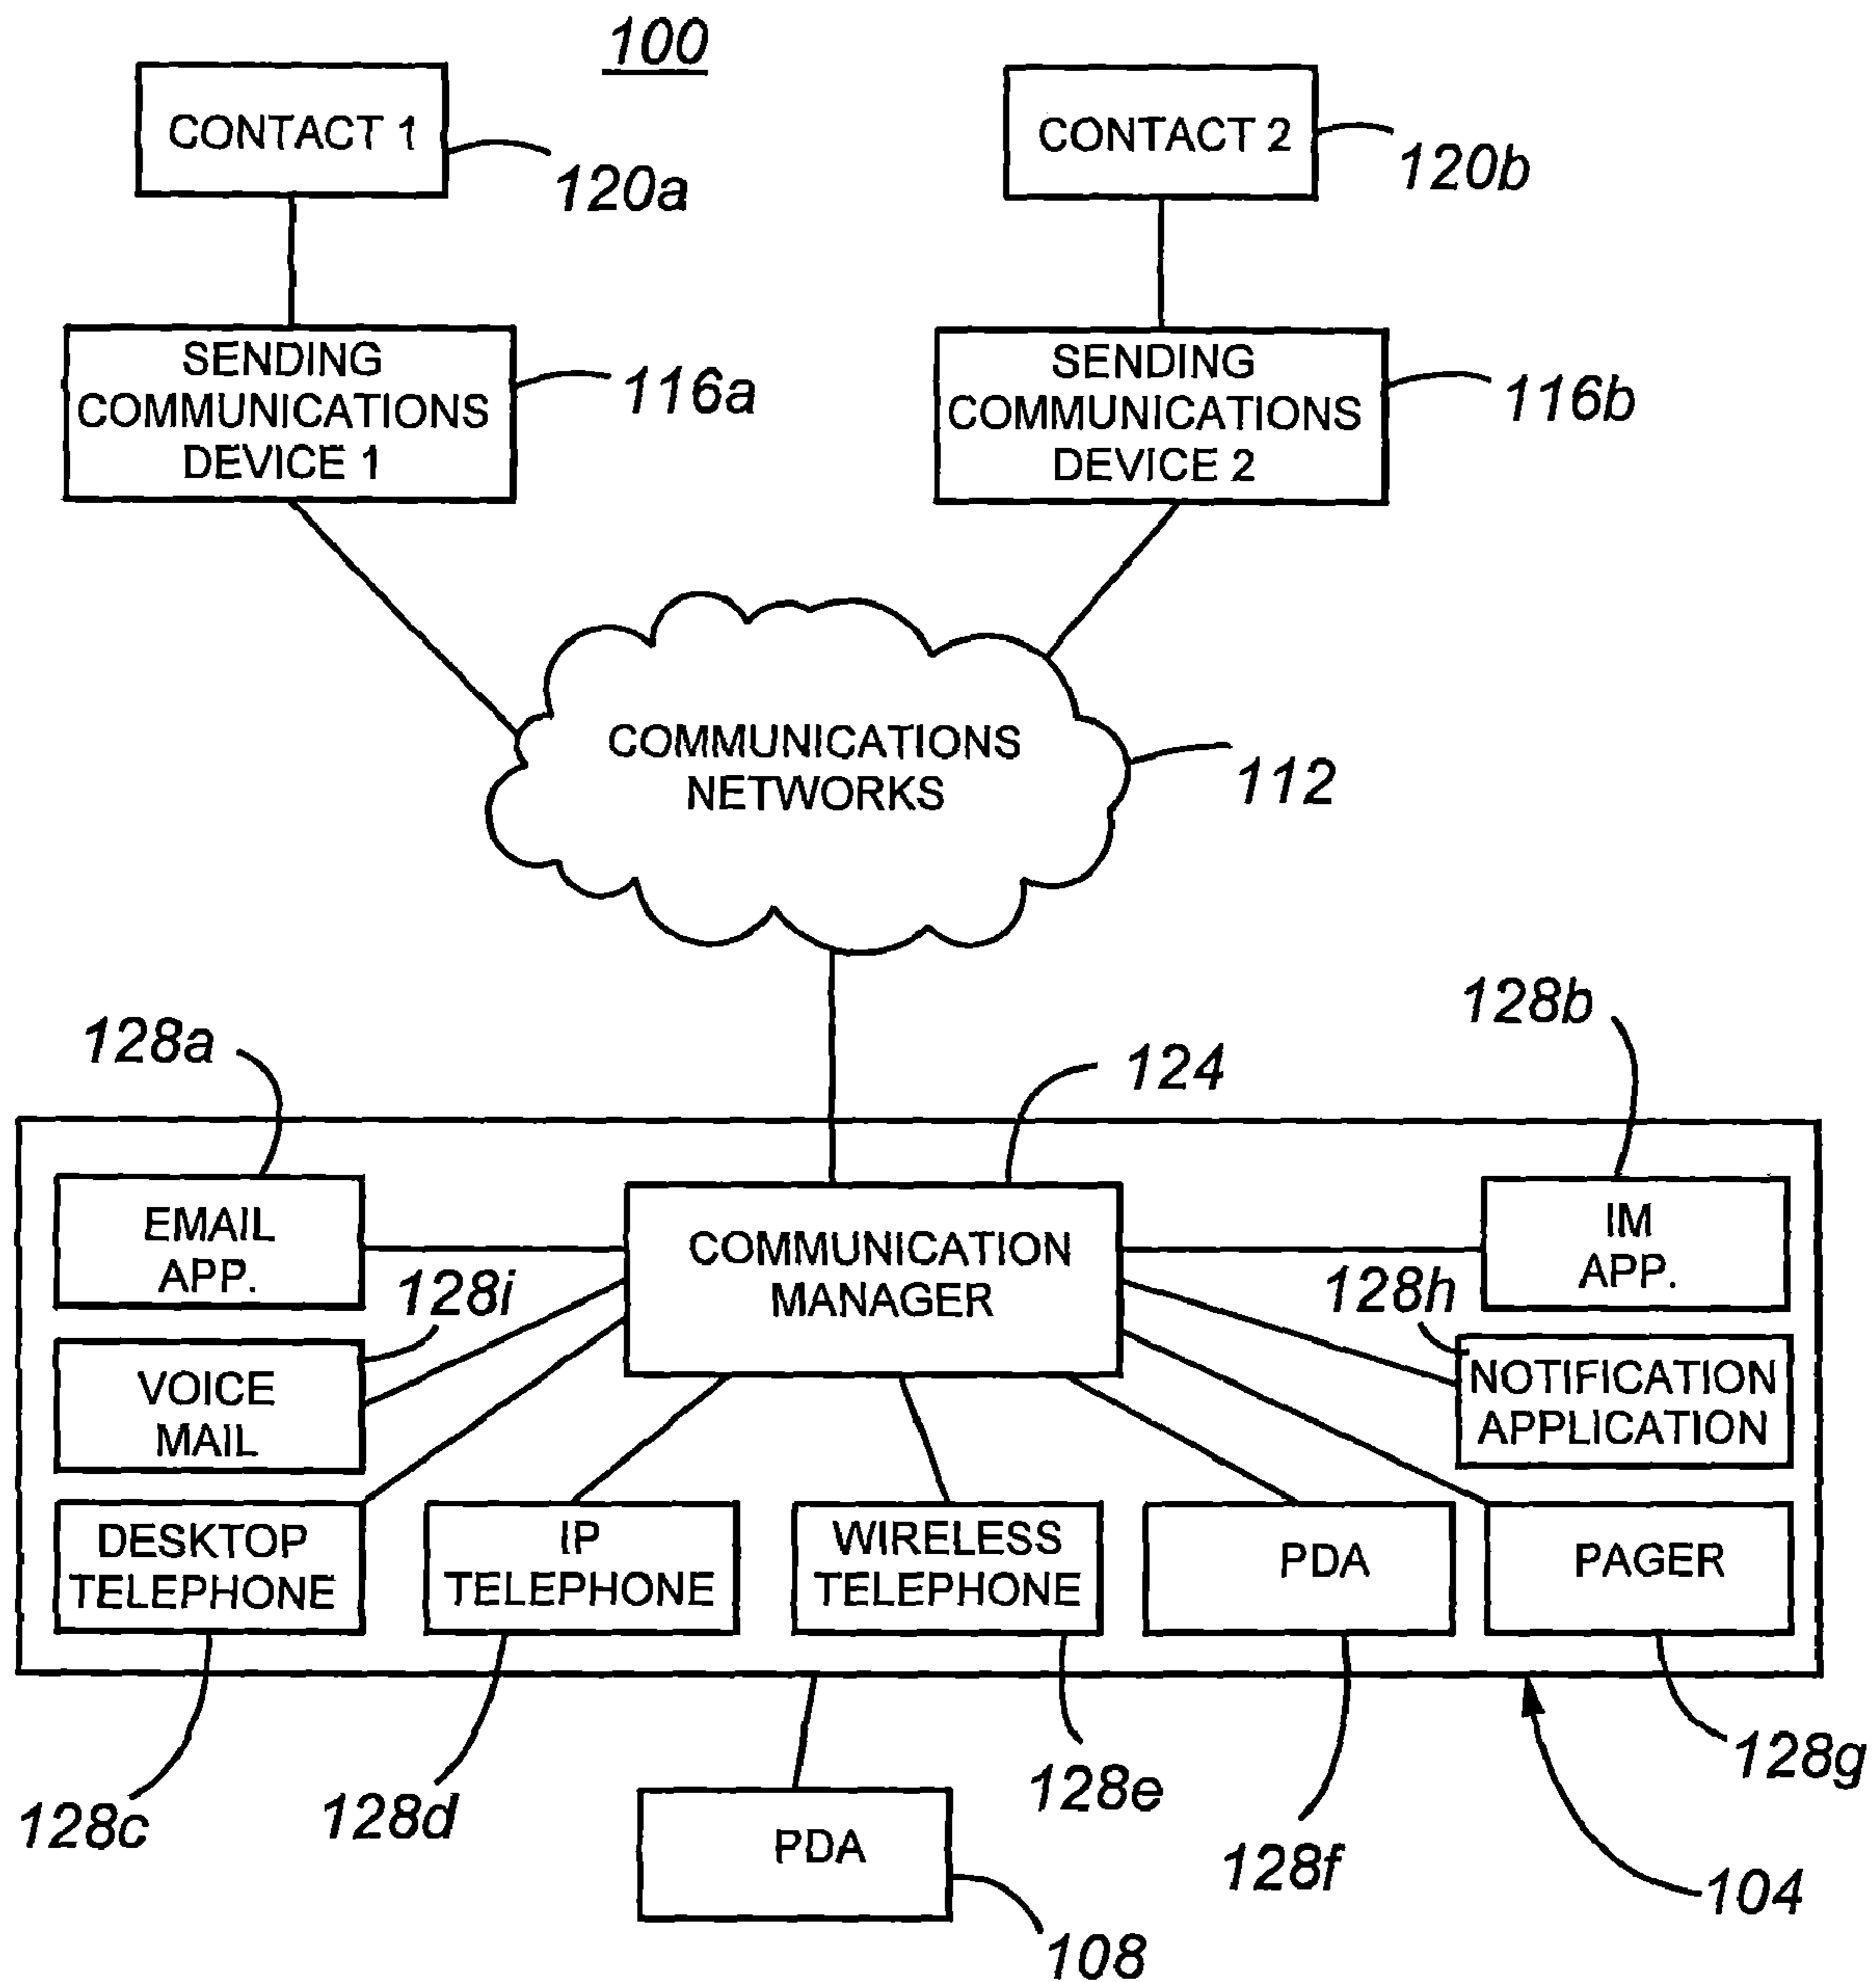 100
CONTACT 1
120a
CONTACT 2
120b
SENDING
COMMUNICATIONS
DEVICE 1
116a
SENDING
COMMUNICATIONS
DEVICE 2
116b
COMMUNICATIONS
NETWORKS
112
128a
124
128b
EMAIL
APP.
COMMUNICATION
MANAGER
IM
APP.
128i
128h
VOICE
MAIL
NOTIFICATION
APPLICATION
DESKTOP
TELEPHONE
IP
TELEPHONE
WIRELESS
TELEPHONE
PDA
PAGER
128c
128d
128e
128f
128g
PDA
108
104